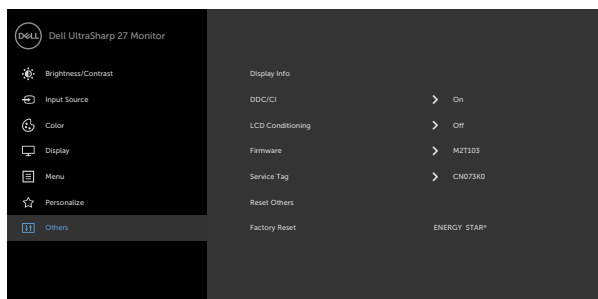 DELL Dell UltraSharp 27 Monitor
Brightness/Contrast Display Info
Input Source DDC/CI On
Color LCD Conditioning Off
Display Firmware M2T103
Menu Service Tag CN073K0
Personalize Reset Others
Others Factory Reset ENERGY STAR®